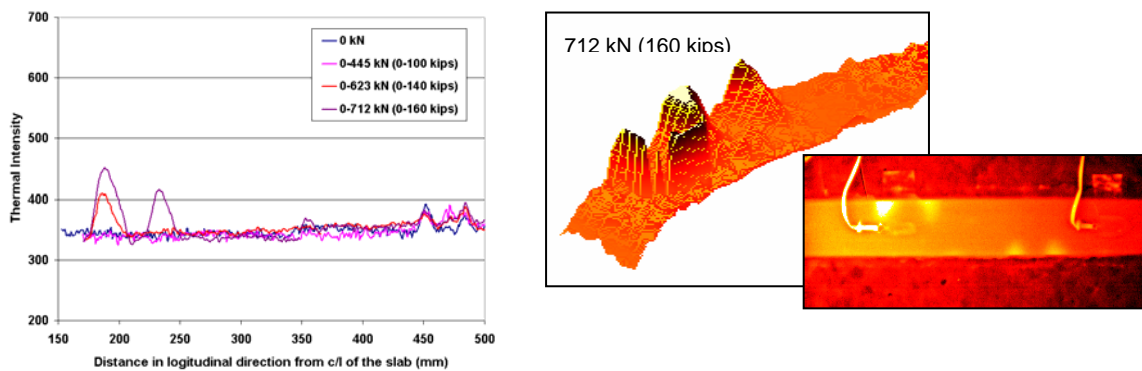 700
600
500
400
300
200
Thermal Intensity
0 kN
0-445 kN (0-100 kips)
0-623 kN (0-140 kips)
0-712 kN (0-160 kips)
150 200 250 300 350 400 450 500
Distance in logitudinal direction from c/l of the slab (mm)
712 kN (160 kips)